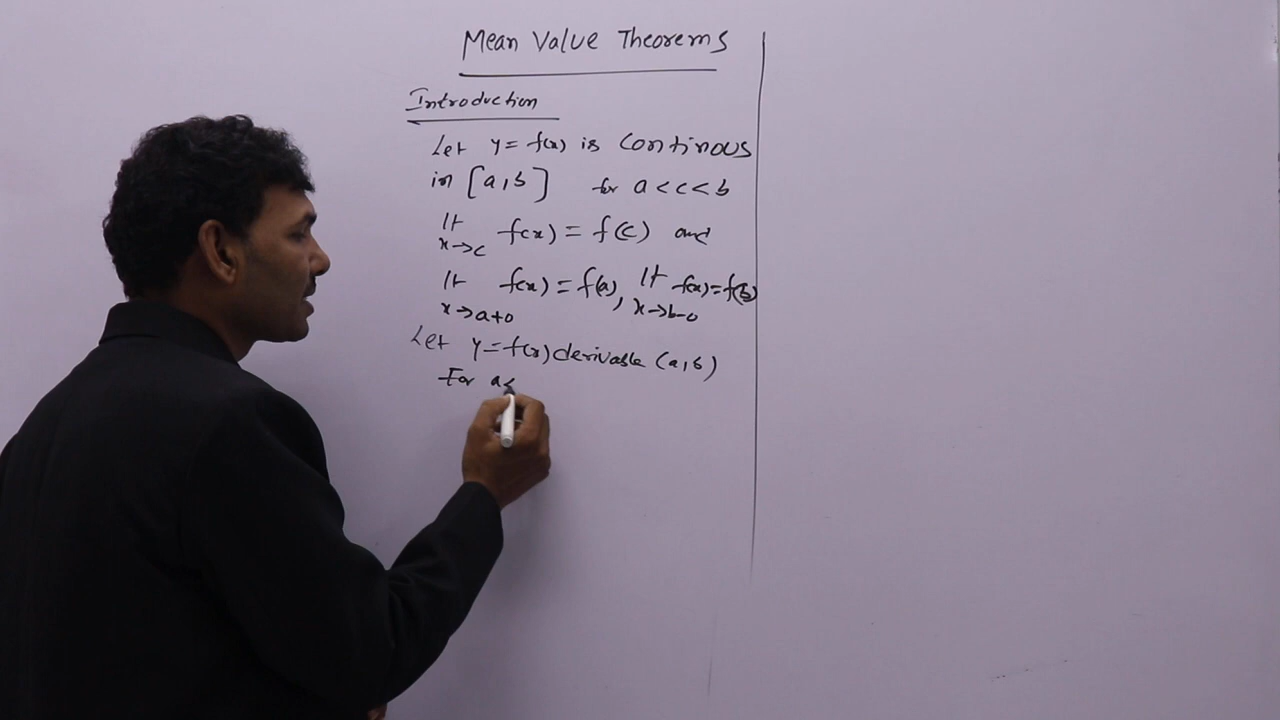 Mean Value Theorems
Introduction
Let y = f(x) is continous
in [a,b] for a<c<b
lt x→c f(x) = f(c) and
lt x→a+0 f(x) = f(a), lt x→b-0 f(x) = f(b)
Let y=f(x) derivable (a,b)
For a<